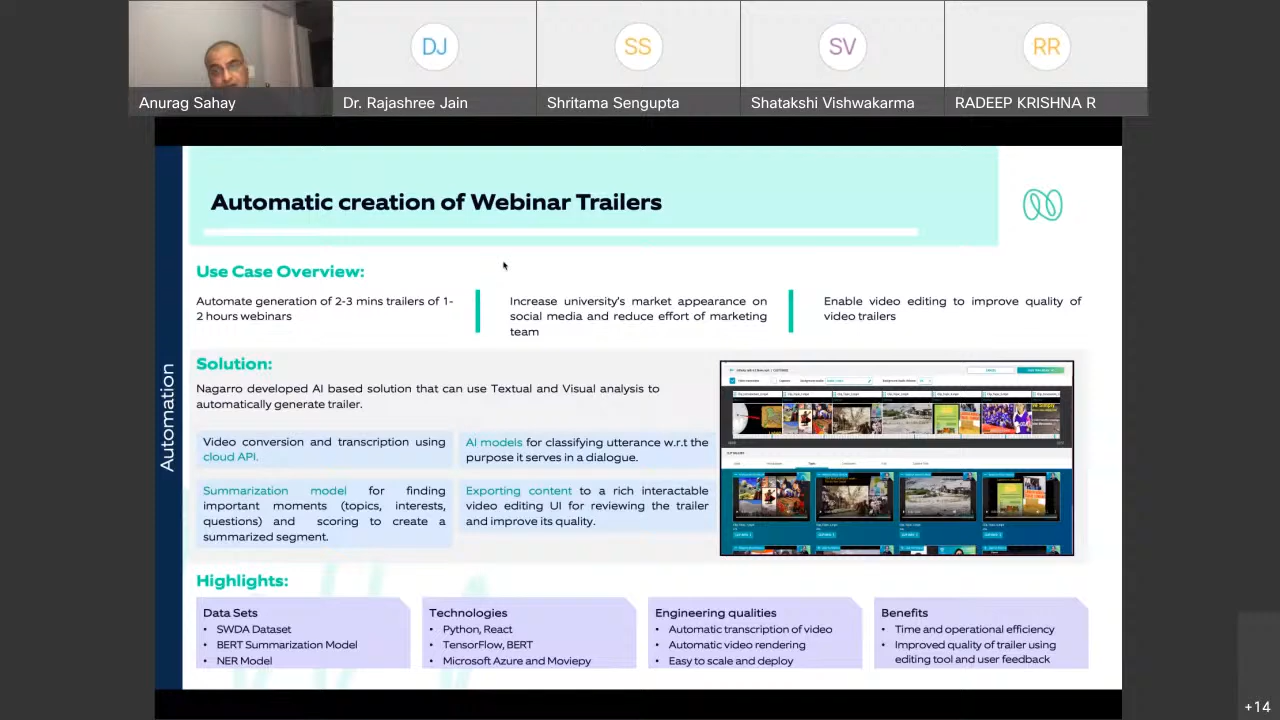 DJ
SS
SV
RR
Anurag Sahay
Dr. Rajashree Jain
Shritama Sengupta
Shatakshi Vishwakarma
RADEEP KRISHNA R
Automatic creation of Webinar Trailers
Use Case Overview:
Automate generation of 2-3 mins trailers of 1-
2 hours webinars
Increase university's market appearance on
social media and reduce effort of marketing
team
Enable video editing to improve quality of
video trailers
Automation
Solution:
Nagarro developed AI based solution that can use Textual and Visual analysis to
automatically generate trailer.
Video conversion and transcription using
cloud API.
AI models for classifying utterance w.r.t the
purpose it serves in a dialogue.
Summarization model for finding
important moments (topics, interests,
questions) and scoring to create a
summarized segment.
Exporting content to a rich interactable
video editing UI for reviewing the trailer
and improve its quality.
Highlights:
Data Sets
• SWDA Dataset
• BERT Summarization Model
• NER Model
Technologies
• Python, React
• TensorFlow, BERT
• Microsoft Azure and Moviepy
Engineering qualities
• Automatic transcription of video
• Automatic video rendering
• Easy to scale and deploy
Benefits
• Time and operational efficiency
• Improved quality of trailer using
editing tool and user feedback
+14